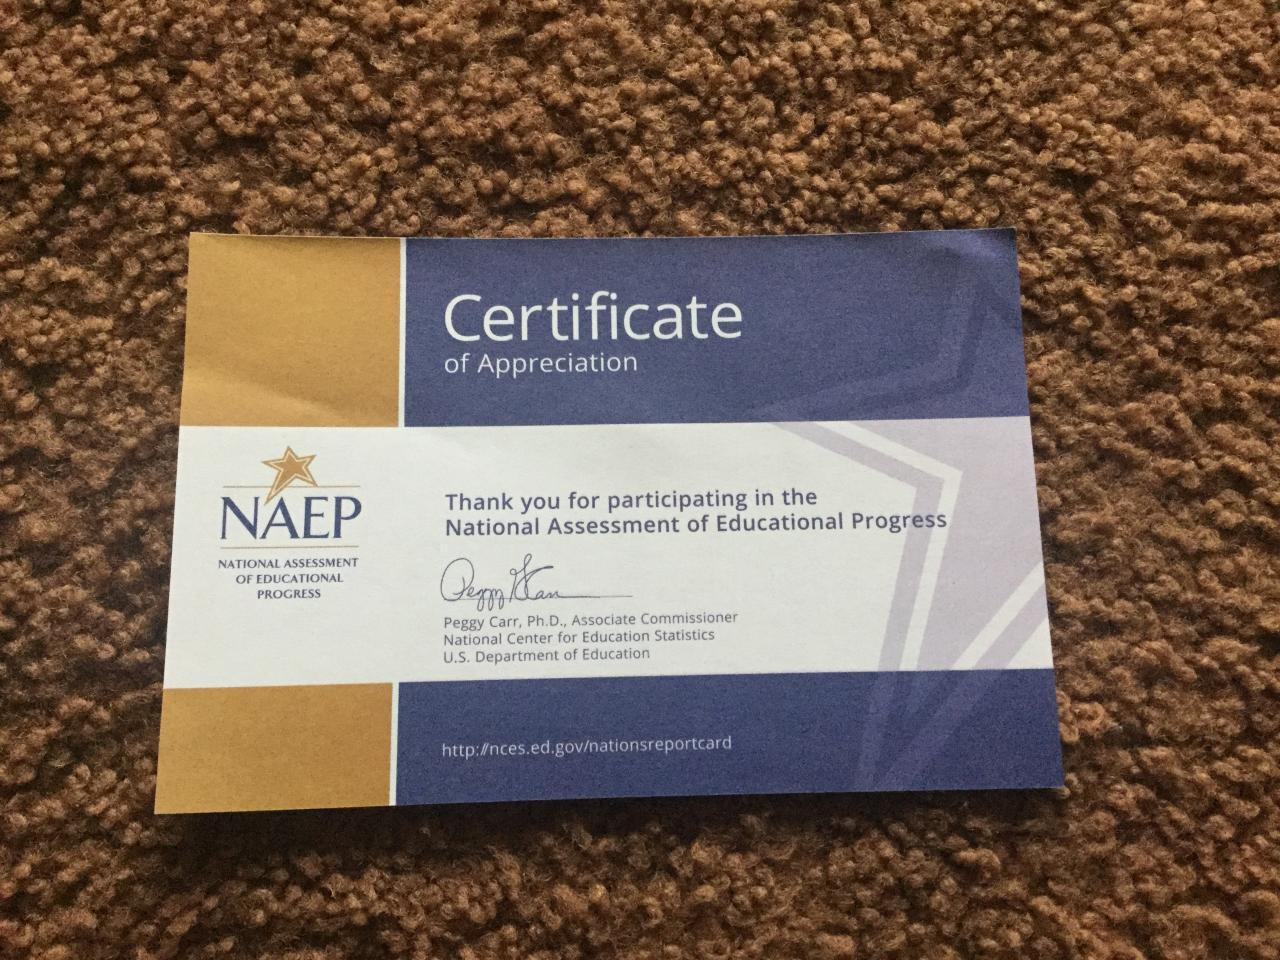 Certificate
of Appreciation
NAEP
NATIONAL ASSESSMENT
OF EDUCATIONAL
PROGRESS
Thank you for participating in the
National Assessment of Educational Progress
Peggy G Carr
Peggy Carr, Ph.D., Associate Commissioner
National Center for Education Statistics
U.S. Department of Education
http://nces.ed.gov/nationsreportcard